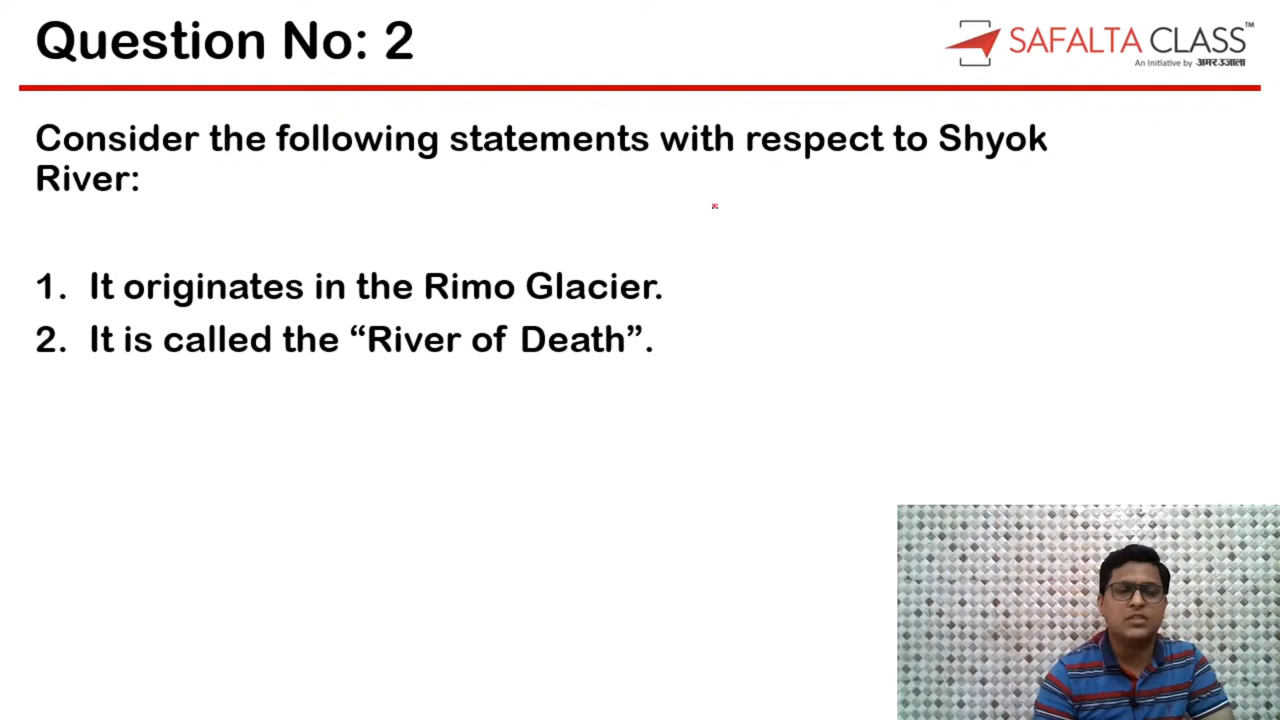 Question No: 2
SAFALTA CLASS™
An Initiative by अमर उजाला
Consider the following statements with respect to Shyok
River:
1. It originates in the Rimo Glacier.
2. It is called the “River of Death”.